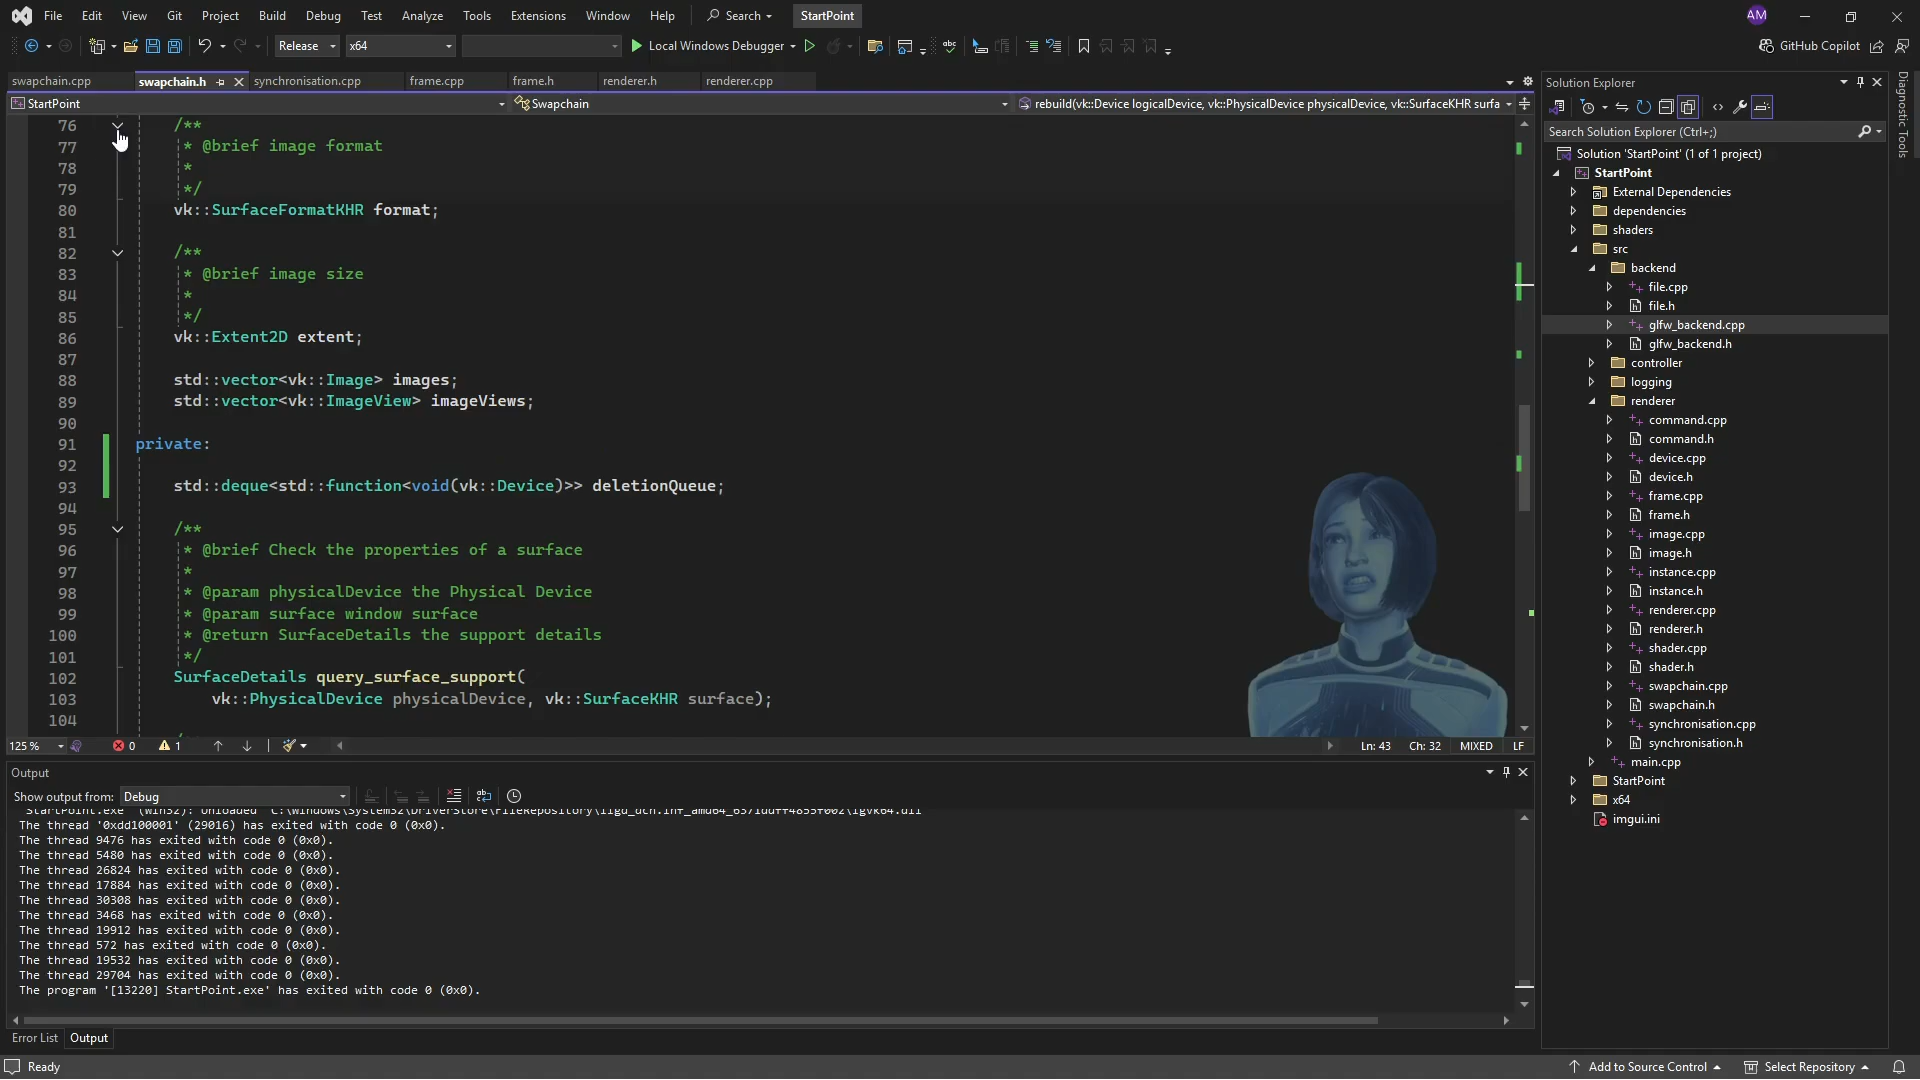 File Edit View Git Project Build Debug Test Analyze Tools Extensions Window Help Search StartPoint AM
Release x64 Local Windows Debugger GitHub Copilot
swapchain.cpp swapchain.h synchronisation.cpp frame.cpp frame.h renderer.h renderer.cpp
StartPoint Swapchain rebuild(vk::Device logicalDevice, vk::PhysicalDevice physicalDevice, vk::SurfaceKHR surfa
76 /**
77 * @brief image format
78 *
79 */
80 vk::SurfaceFormatKHR format;
81
82 /**
83 * @brief image size
84 *
85 */
86 vk::Extent2D extent;
87
88 std::vector<vk::Image> images;
89 std::vector<vk::ImageView> imageViews;
90
91 private:
92
93 std::deque<std::function<void(vk::Device)>> deletionQueue;
94
95 /**
96 * @brief Check the properties of a surface
97 *
98 * @param physicalDevice the Physical Device
99 * @param surface window surface
100 * @return SurfaceDetails the support details
101 */
102 SurfaceDetails query_surface_support(
103 vk::PhysicalDevice physicalDevice, vk::SurfaceKHR surface);
104
125 % 0 1 Ln: 43 Ch: 32 MIXED LF
Output
Show output from: Debug
The thread '0xdd100001' (29016) has exited with code 0 (0x0).
The thread 9476 has exited with code 0 (0x0).
The thread 5480 has exited with code 0 (0x0).
The thread 26824 has exited with code 0 (0x0).
The thread 17884 has exited with code 0 (0x0).
The thread 30308 has exited with code 0 (0x0).
The thread 3468 has exited with code 0 (0x0).
The thread 19912 has exited with code 0 (0x0).
The thread 572 has exited with code 0 (0x0).
The thread 19532 has exited with code 0 (0x0).
The thread 29704 has exited with code 0 (0x0).
The program '[13220] StartPoint.exe' has exited with code 0 (0x0).
Error List Output
Solution Explorer
Search Solution Explorer (Ctrl+;)
Solution 'StartPoint' (1 of 1 project)
StartPoint
External Dependencies
dependencies
shaders
src
backend
file.cpp
file.h
glfw_backend.cpp
glfw_backend.h
controller
logging
renderer
command.cpp
command.h
device.cpp
device.h
frame.cpp
frame.h
image.cpp
image.h
instance.cpp
instance.h
renderer.cpp
renderer.h
shader.cpp
shader.h
swapchain.cpp
swapchain.h
synchronisation.cpp
synchronisation.h
main.cpp
StartPoint
x64
imgui.ini
Diagnostic Tools
Ready Add to Source Control Select Repository